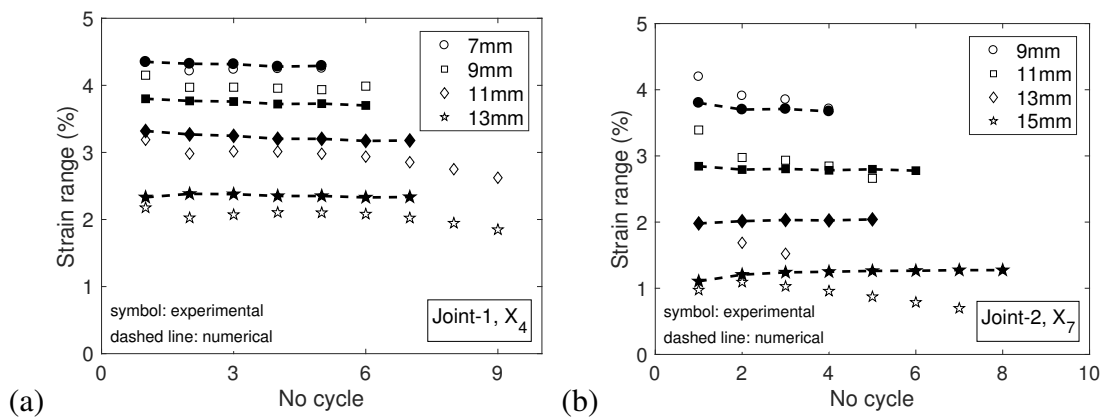 5
4
3
2
1
0
Strain range (%)
7mm
9mm
11mm
13mm
symbol: experimental
dashed line: numerical
Joint-1, X4
0 3 6 9
No cycle
(a)
5
4
3
2
1
0
Strain range (%)
9mm
11mm
13mm
15mm
symbol: experimental
dashed line: numerical
Joint-2, X7
0 2 4 6 8 10
No cycle
(b)